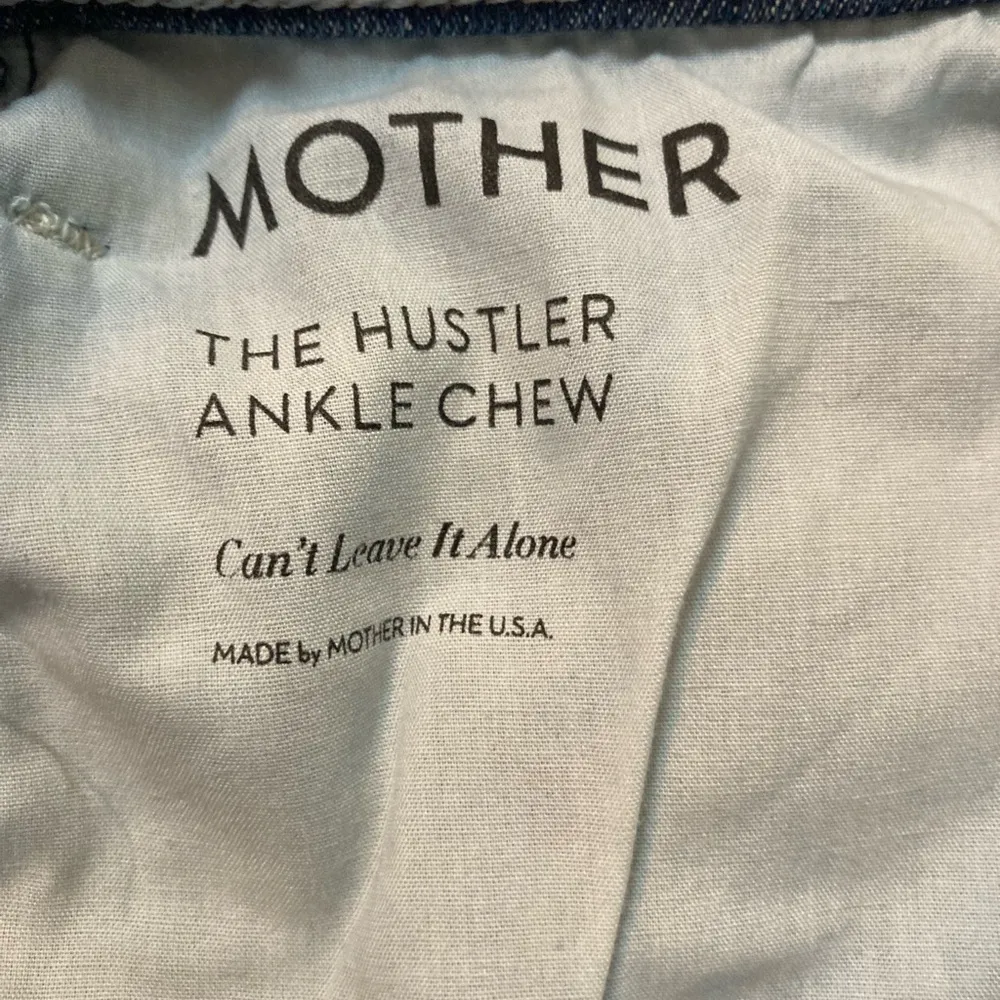 MOTHER
THE HUSTLER
ANKLE CHEW
Can't Leave It Alone
MADE by MOTHER IN THE U.S.A.